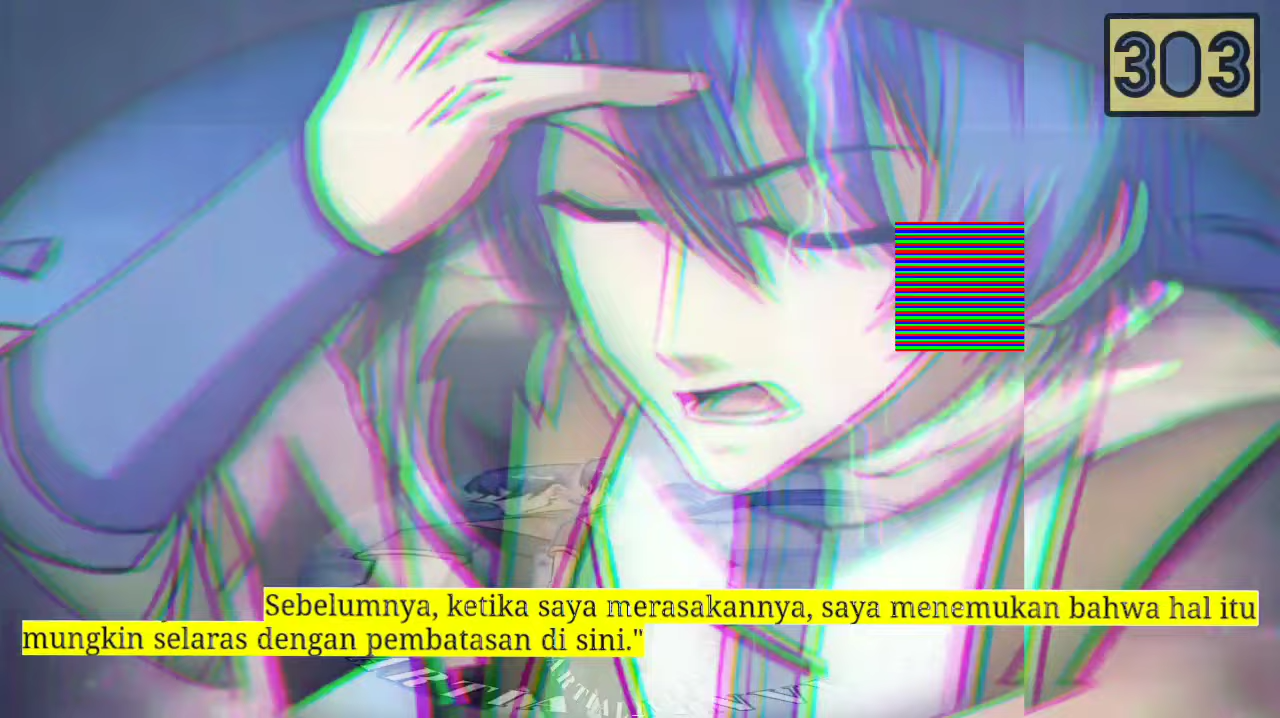 303
Sebelumnya, ketika saya merasakannya, saya menemukan bahwa hal itu
mungkin selaras dengan pembatasan di sini."